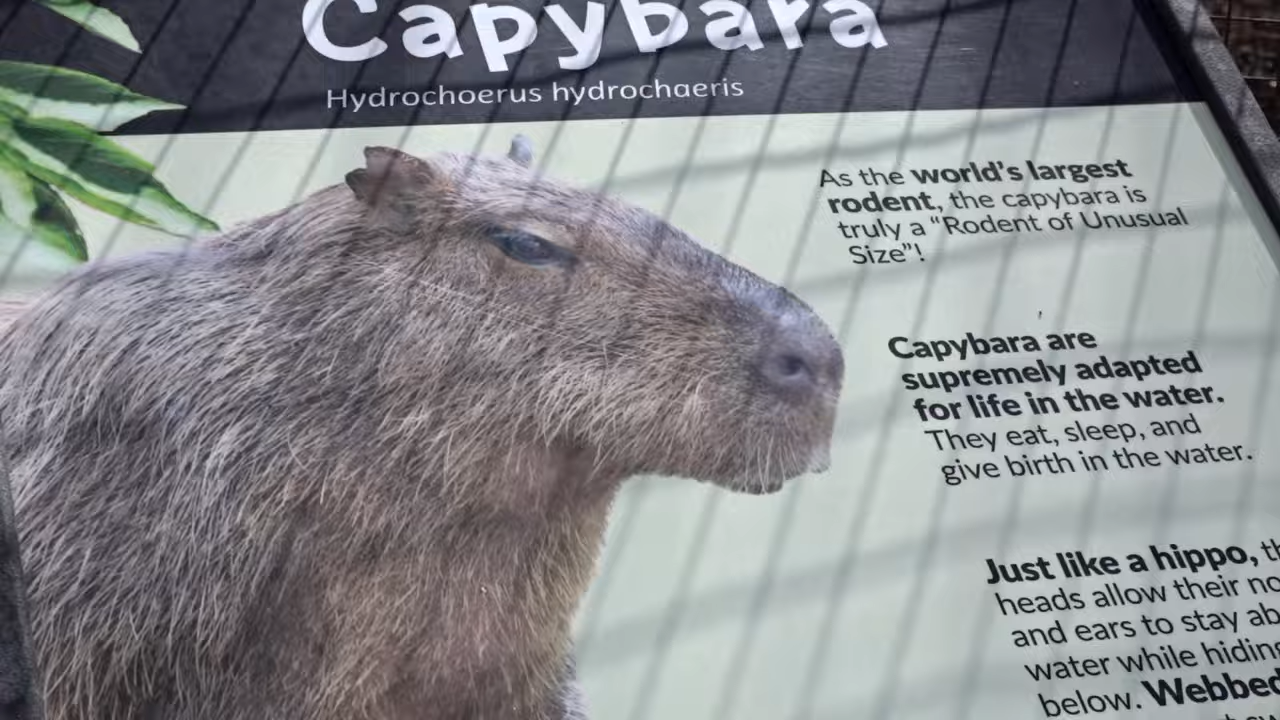 Capybara
Hydrochoerus hydrochaeris
As the world's largest
rodent, the capybara is
truly a “Rodent of Unusual
Size”!
Capybara are
supremely adapted
for life in the water.
They eat, sleep, and
give birth in the water.
Just like a hippo,
heads allow their
and ears to stay
water while hiding
below. Webbed